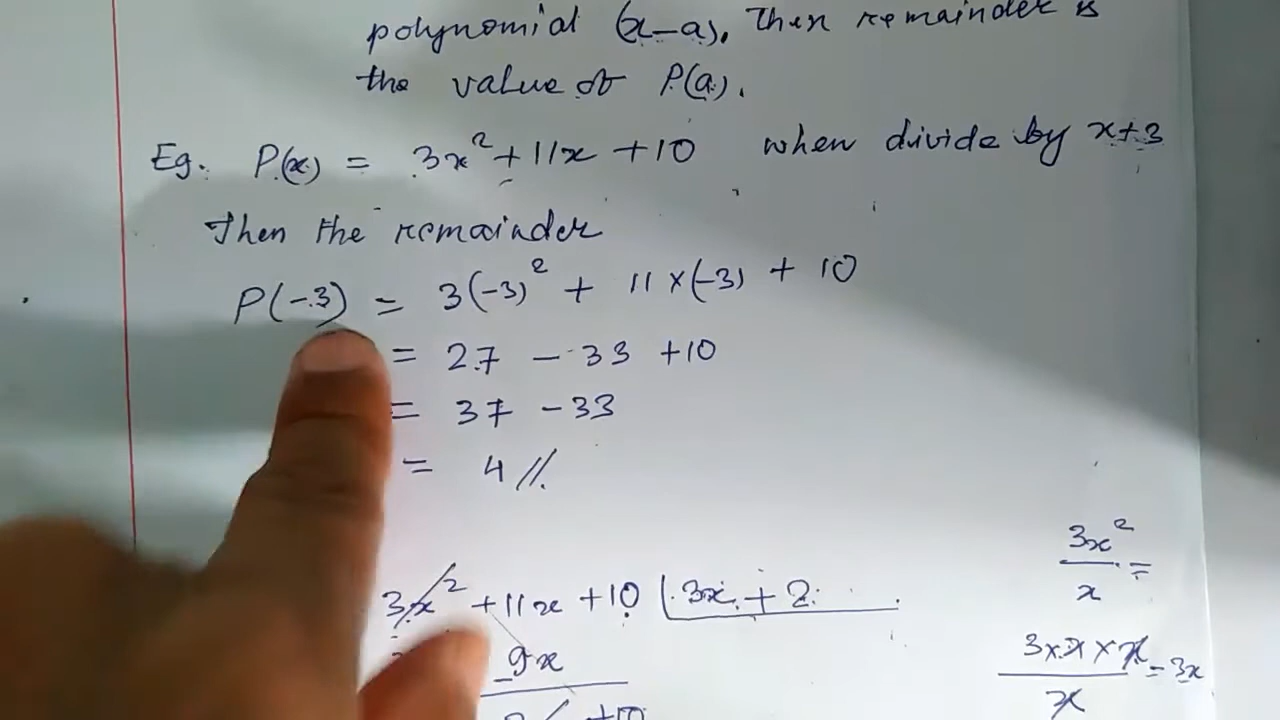 polynomial (x-a), Then remainder is
the value of P(a).
Eg. P(x) = 3x² + 11x + 10 when divide by x+3
Then the remainder
P(-3) = 3(-3)² + 11 × (-3) + 10
= 27 - 33 + 10
= 37 - 33
= 4 //.
3x² + 11x + 10 | 3x + 2
- 9x
+10
3x²/x =
3×x×x/x = 3x